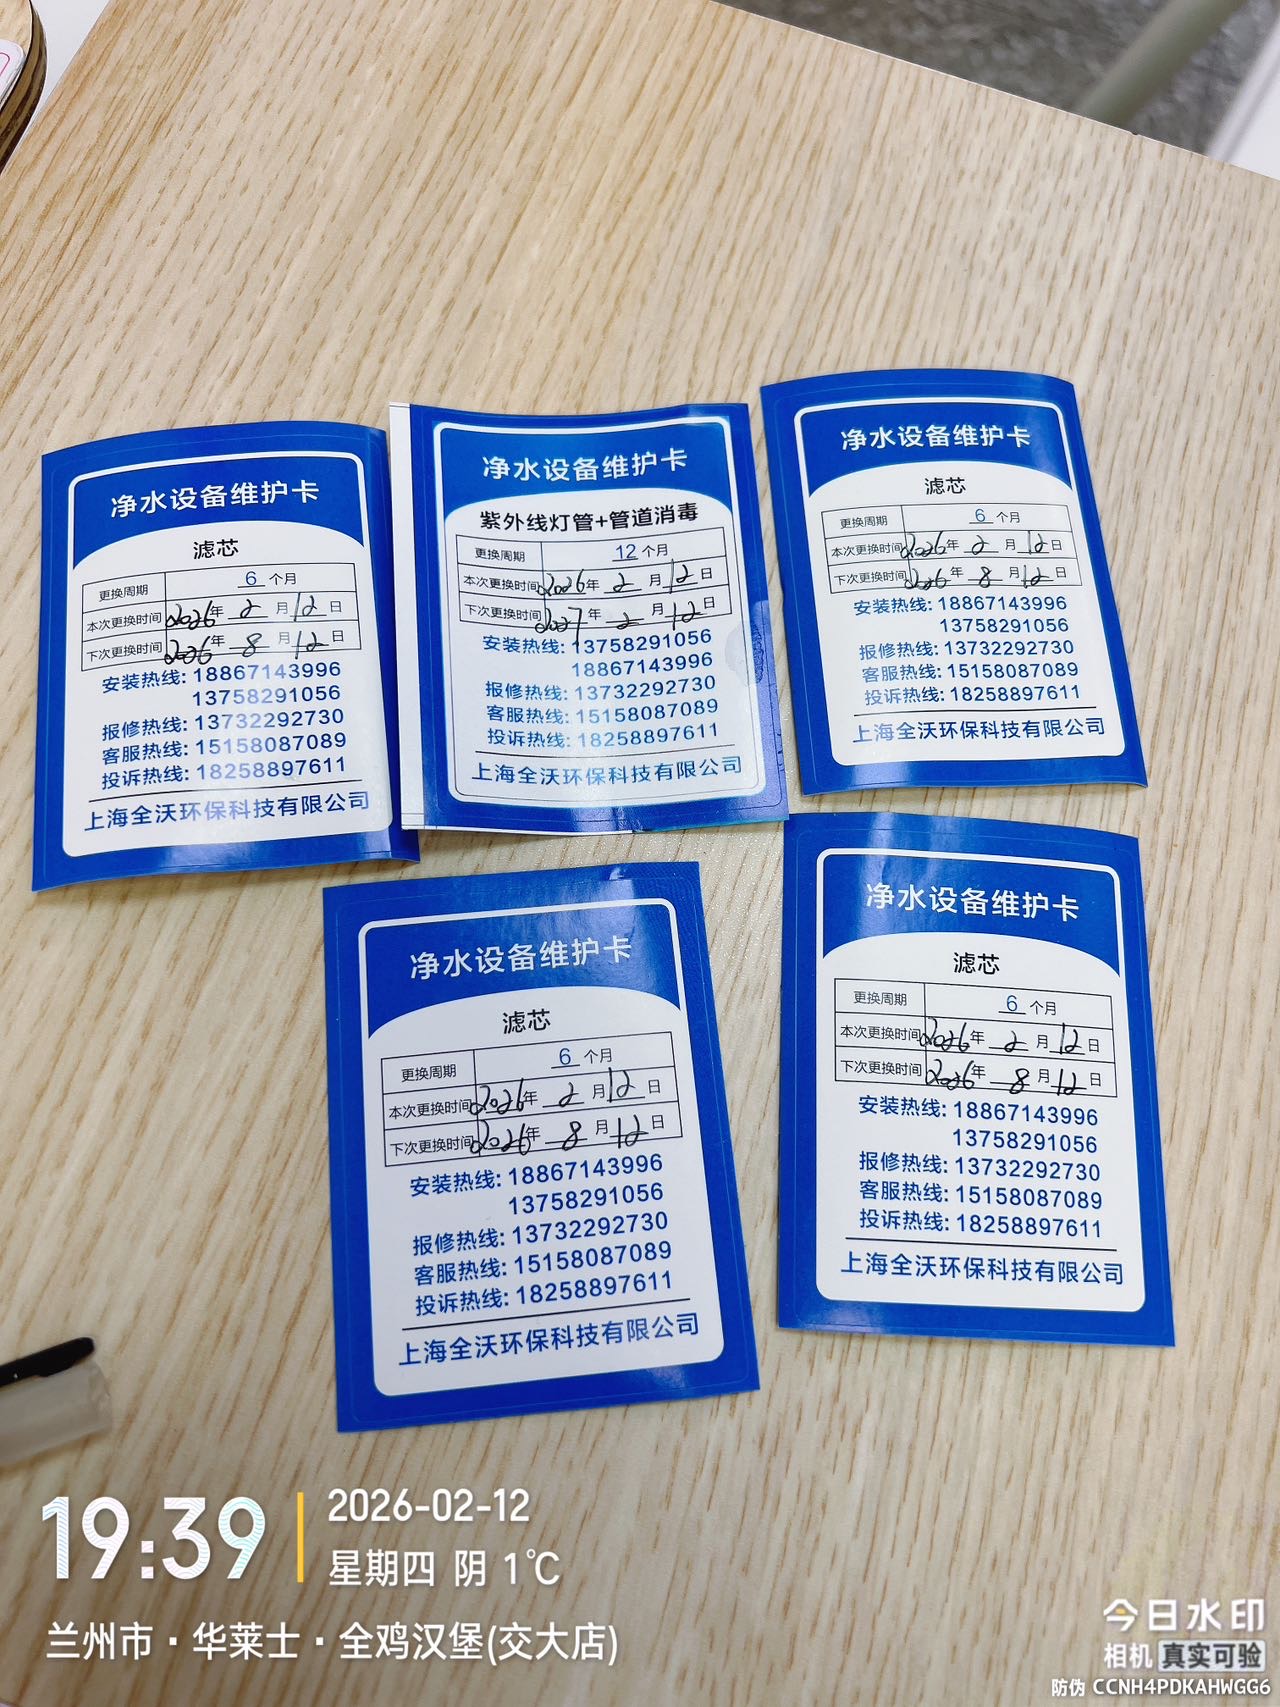 净水设备维护卡
滤芯
更换周期 6 个月
本次更换时间 2026年 2 月 12 日
下次更换时间 2026年 8 月 12 日
安装热线: 18867143996
13758291056
报修热线: 13732292730
客服热线: 15158087089
投诉热线: 18258897611
上海全沃环保科技有限公司
净水设备维护卡
紫外线灯管+管道消毒
更换周期 12 个月
本次更换时间 2026年 2 月 12 日
下次更换时间 2027年 2 月 12 日
安装热线: 13758291056
18867143996
报修热线: 13732292730
客服热线: 15158087089
投诉热线: 18258897611
上海全沃环保科技有限公司
净水设备维护卡
滤芯
更换周期 6 个月
本次更换时间 2026年 2 月 12 日
下次更换时间 2026年 8 月 12 日
安装热线: 18867143996
13758291056
报修热线: 13732292730
客服热线: 15158087089
投诉热线: 18258897611
上海全沃环保科技有限公司
净水设备维护卡
滤芯
更换周期 6 个月
本次更换时间 2026年 2 月 12 日
下次更换时间 2026年 8 月 12 日
安装热线: 18867143996
13758291056
报修热线: 13732292730
客服热线: 15158087089
投诉热线: 18258897611
上海全沃环保科技有限公司
净水设备维护卡
滤芯
更换周期 6 个月
本次更换时间 2026年 2 月 12 日
下次更换时间 2026年 8 月 12 日
安装热线: 18867143996
13758291056
报修热线: 13732292730
客服热线: 15158087089
投诉热线: 18258897611
上海全沃环保科技有限公司
19:39
2026-02-12
星期四 阴 1℃
兰州市·华莱士·全鸡汉堡(交大店)
今日水印
相机 真实可验
防伪 CCNH4PDKAHWGG6